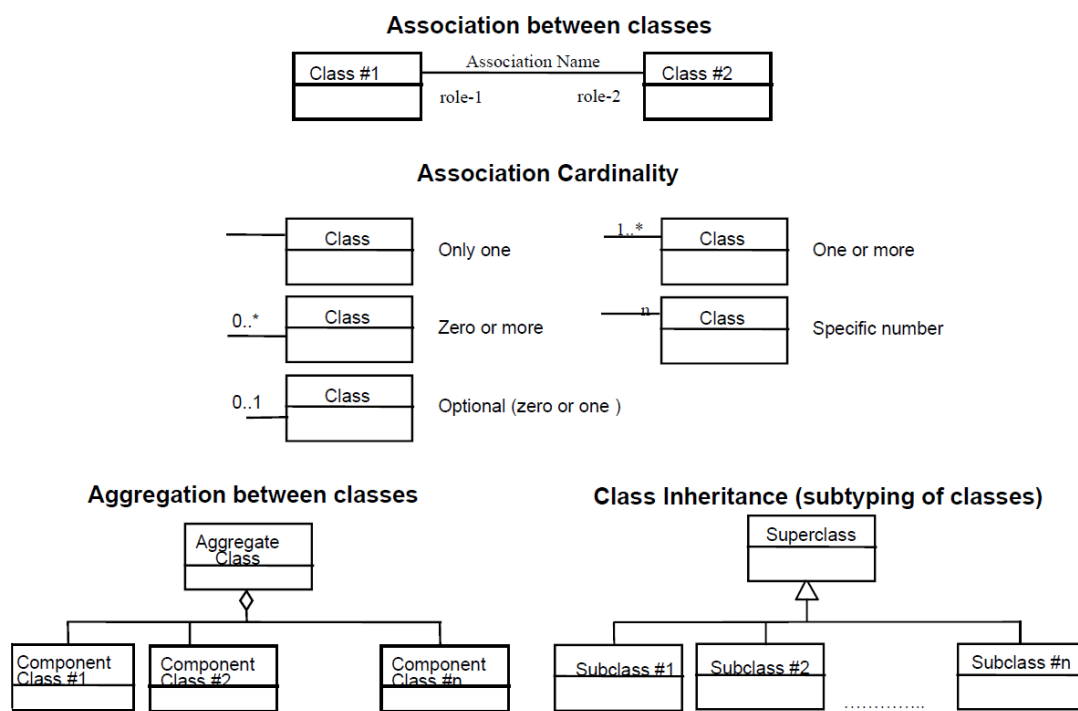 Association between classes
Class #1
Association Name
Class #2
role-1
role-2
Association Cardinality
Class
Only one
1..*
Class
One or more
0..*
Class
Zero or more
n
Class
Specific number
0..1
Class
Optional (zero or one )
Aggregation between classes
Class Inheritance (subtyping of classes)
Aggregate
Class
Superclass
Component
Class #1
Component
Class #2
Component
Class #n
Subclass #1
Subclass #2
Subclass #n
..............